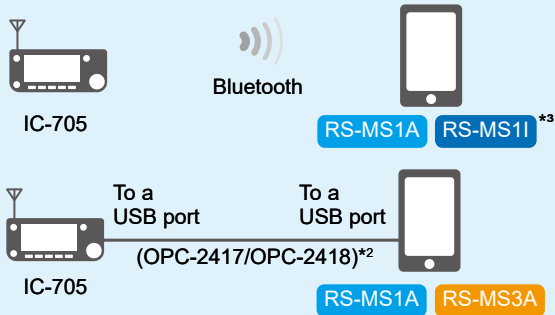 Bluetooth
IC-705
RS-MS1A RS-MS1I *3
To a
USB port
To a
USB port
(OPC-2417/OPC-2418)*2
IC-705
RS-MS1A RS-MS3A